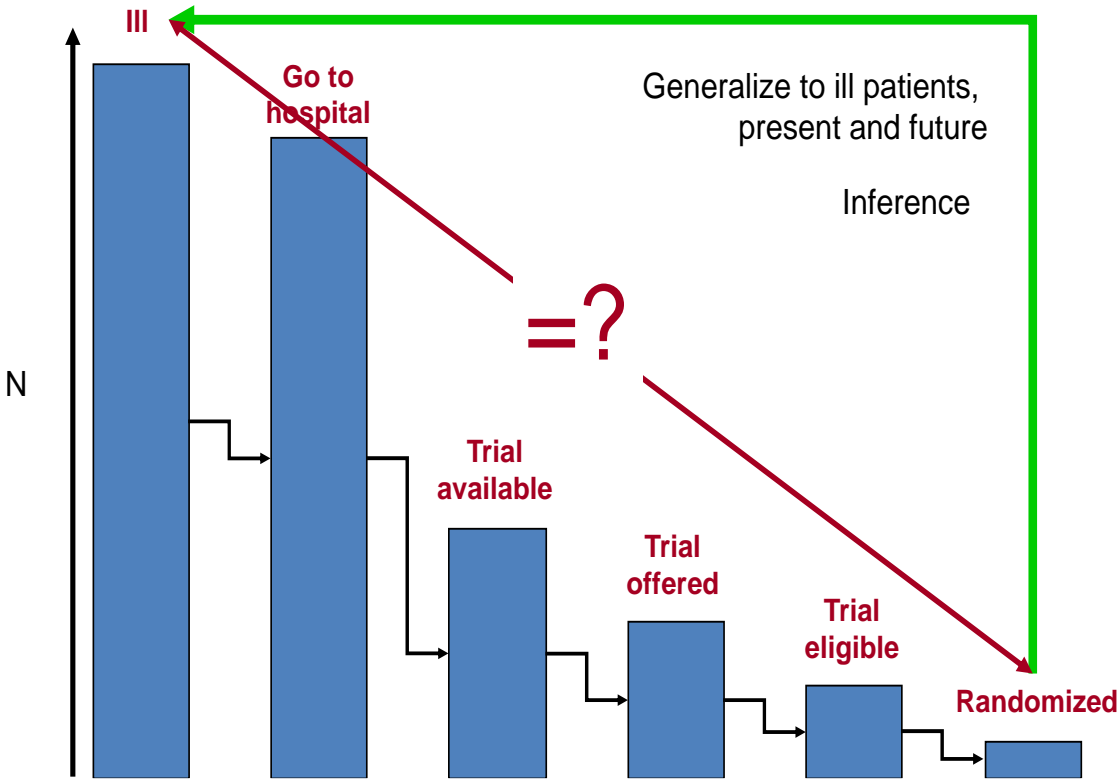 Ill
Go to
hospital
Generalize to ill patients,
present and future
Inference
=?
N
Trial
available
Trial
offered
Trial
eligible
Randomized